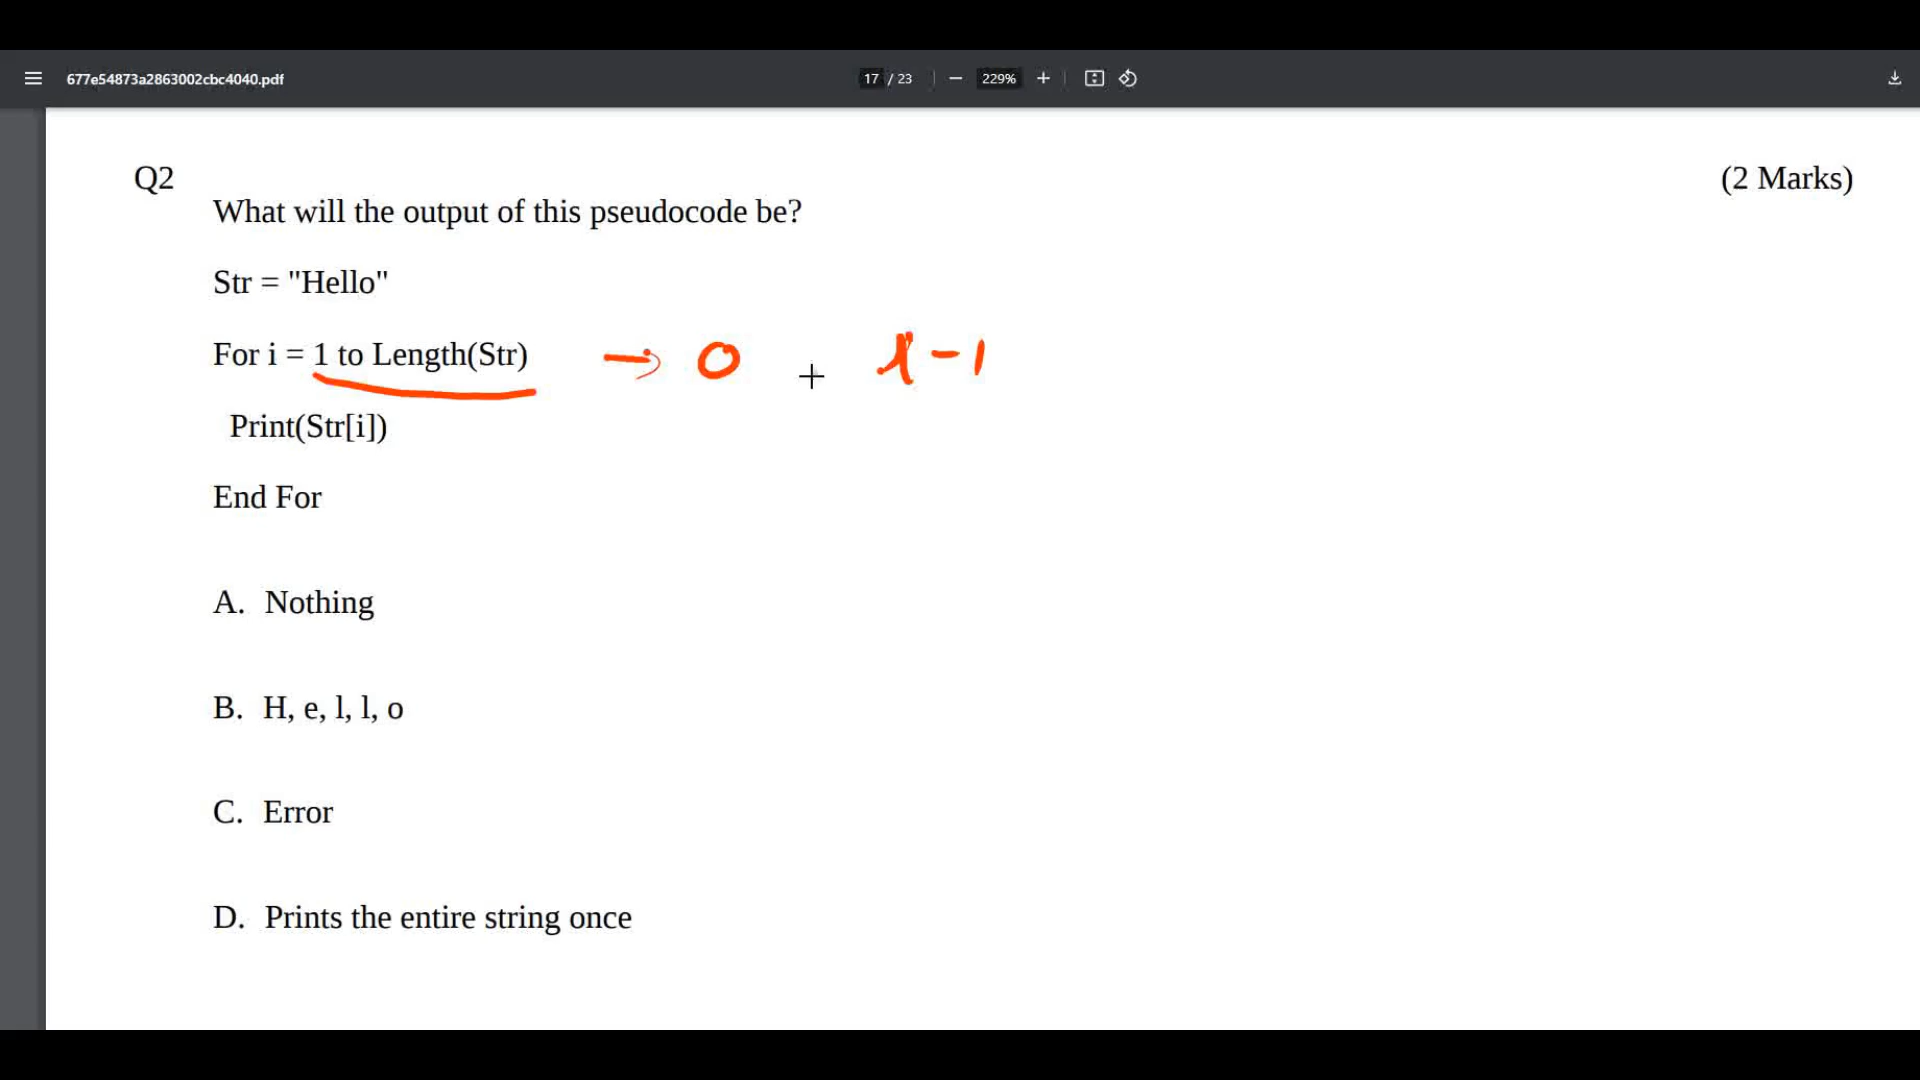 677e54873a2863002cbc4040.pdf 17 / 23 229%
Q2 (2 Marks)
What will the output of this pseudocode be?
Str = "Hello"
For i = 1 to Length(Str) → 0 l-1
Print(Str[i])
End For
A. Nothing
B. H, e, l, l, o
C. Error
D. Prints the entire string once